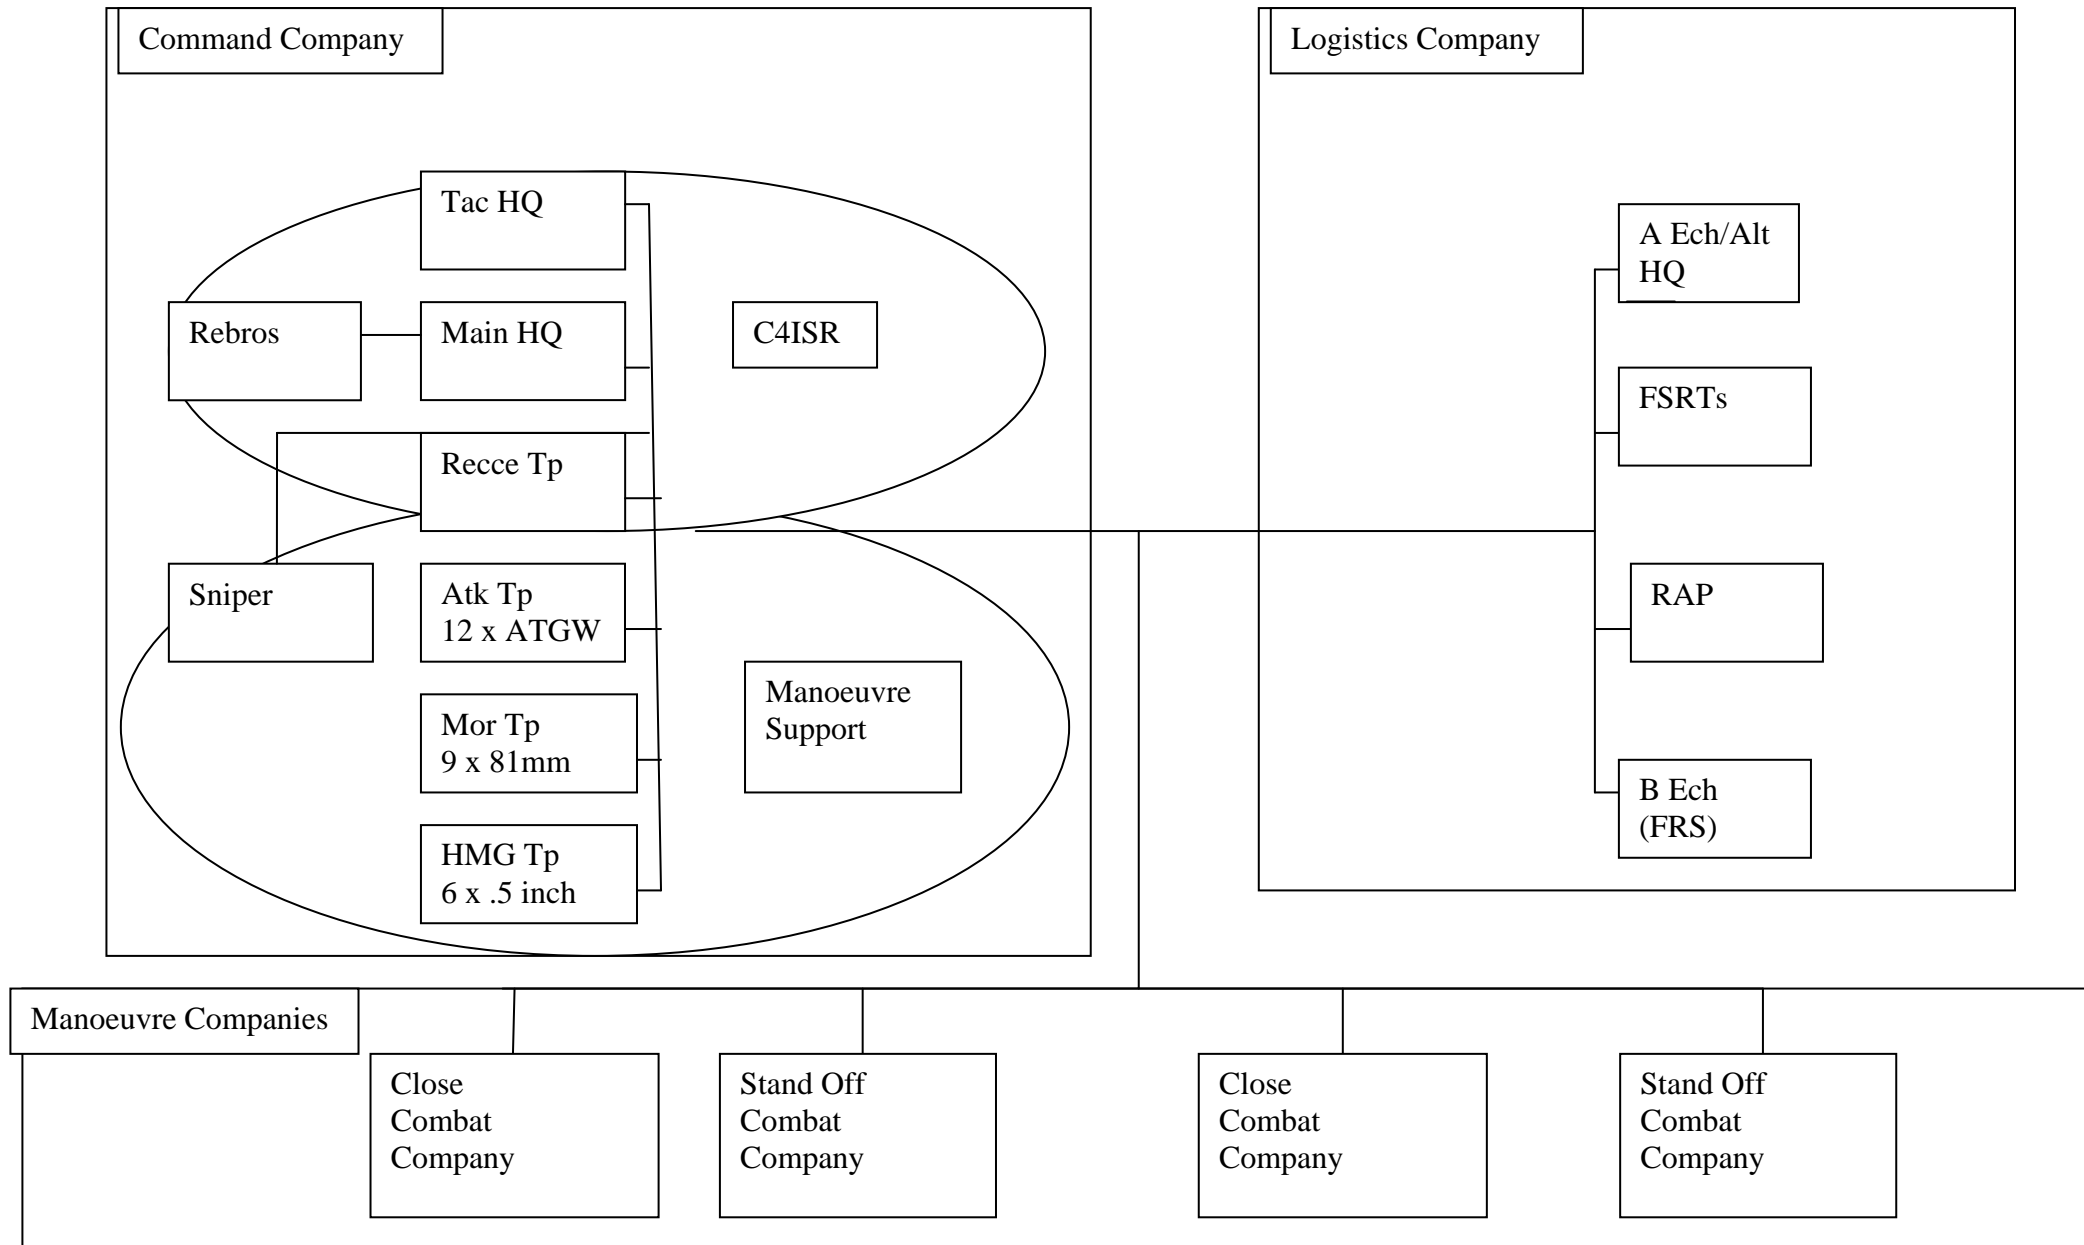 Command Company
Logistics Company
Tac HQ
Rebros
Main HQ
C4ISR
Recce Tp
Sniper
Atk Tp
12 x ATGW
Manoeuvre
Support
Mor Tp
9 x 81mm
HMG Tp
6 x .5 inch
A Ech/Alt
HQ
FSRTs
RAP
B Ech
(FRS)
Manoeuvre Companies
Close
Combat
Company
Stand Off
Combat
Company
Close
Combat
Company
Stand Off
Combat
Company